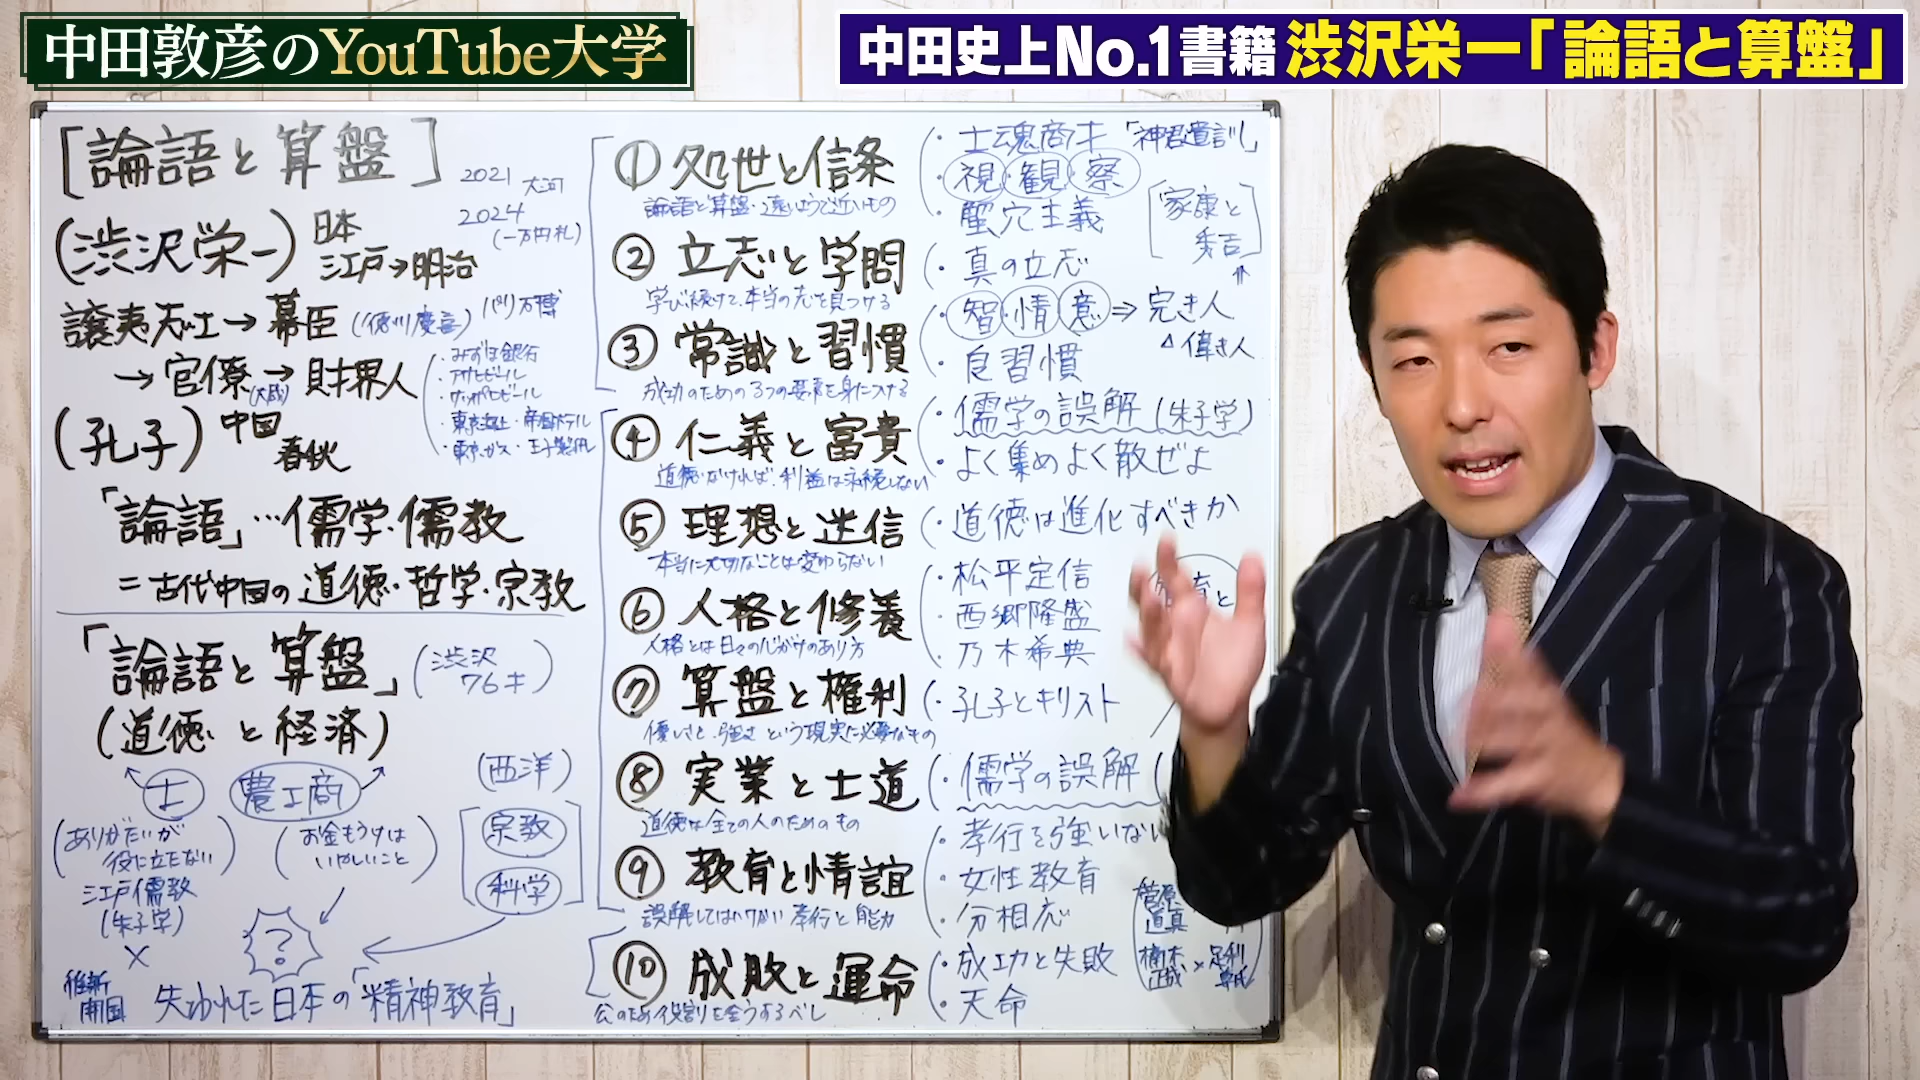 中田敦彦のYouTube大学
中田史上No.1書籍 渋沢栄一「論語と算盤」
[論語と算盤]
2021 大河
2024
(一万円札)
(渋沢栄一) 日本
江戸→明治
譲夷志士→幕臣 (徳川慶喜) パリ万博
→官僚→財界人
(大蔵)
・みずほ銀行
・アサヒビール
・サッポロビール
・東京海上・帝国ホテル
・東京ガス・王子製紙
(孔子) 中国
春秋
「論語」…儒学・儒教
=古代中国の道徳・哲学・宗教
「論語と算盤」(渋沢
76才)
(道徳と経済)
士 農工商
(西洋)
宗教
科学
(ありがたいが
役に立たない)
(お金もうけは
いやしいこと)
江戸儒教
(朱子学)
×
?
維新
開国
失われた日本の「精神教育」
① 処世と信条
論語と算盤・遠いようで近いもの
・士魂商才「神君遺訓」
・視・観・察
・蟹穴主義
[家康と
秀吉]
② 立志と学問
学び続けて、本当の志を見つける
・真の立志
③ 常識と習慣
成功のための3つの要素を身につける
・智・情・意⇒完き人
偉き人
・良習慣
④ 仁義と富貴
道徳がなければ、利益は永続しない
・儒学の誤解(朱子学)
・よく集めよく散ぜよ
⑤ 理想と迷信
本当に大切なことは変わらない
・道徳は進化すべきか
⑥ 人格と修養
人格とは日々の心がけのあり方
・松平定信
・西郷隆盛
・乃木希典
育と
⑦ 算盤と権利
優しさと、強さという現実に必要なもの
・孔子とキリスト
⑧ 実業と士道
道徳は全ての人のためのもの
・儒学の誤解(
⑨ 教育と情誼
誤解してはいけない孝行と能力
・孝行を強いない
・女性教育
・分相応
菅原
道真
楠木
正成 × 足利
尊氏
⑩ 成敗と運命
公のため役割を全うするべし
・成功と失敗
・天命